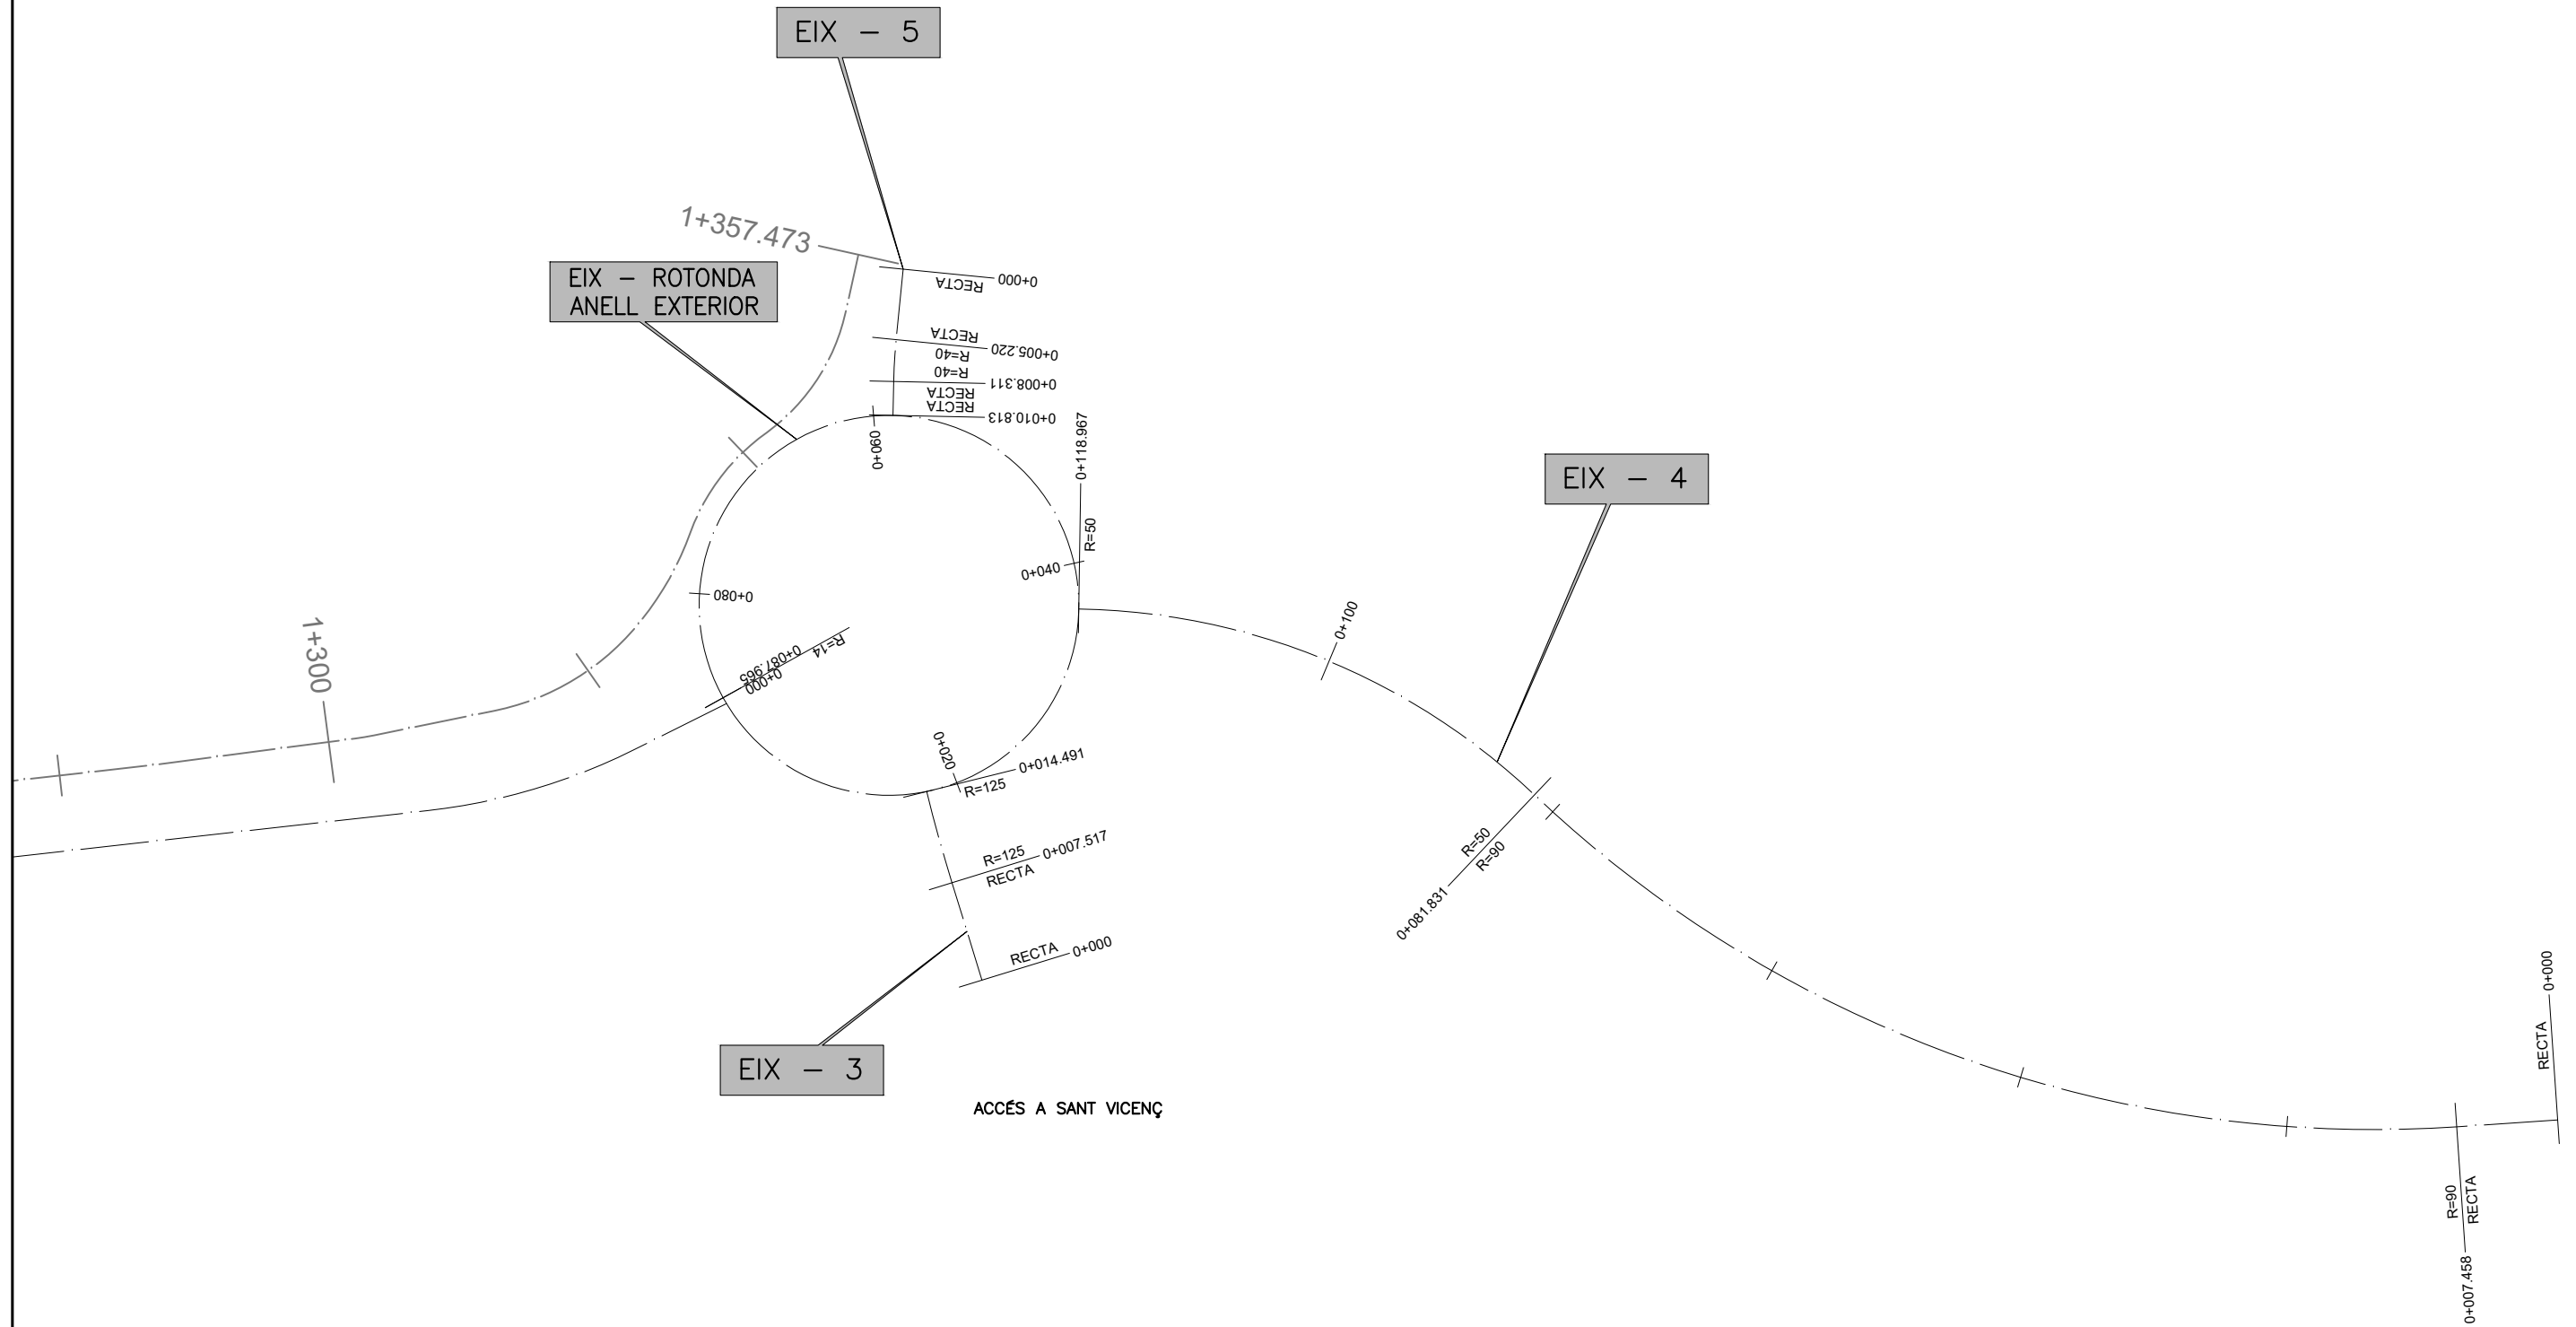 EIX - 5
1+357.473
EIX - ROTONDA
ANELL EXTERIOR
0+000
RECTA
RECTA
0+005.220
R=40
R=40
0+008.311
RECTA
RECTA
0+010.813
0+060
0+118.967
R=50
0+040
EIX - 4
0+080
0+100
1+300
R=14
0+087.965
0+000
0+020
0+014.491
R=125
R=125
0+007.517
RECTA
R=50
R=90
0+081.831
RECTA
0+000
EIX - 3
ACCÉS A SANT VICENÇ
0+000
RECTA
R=90
RECTA
0+007.458